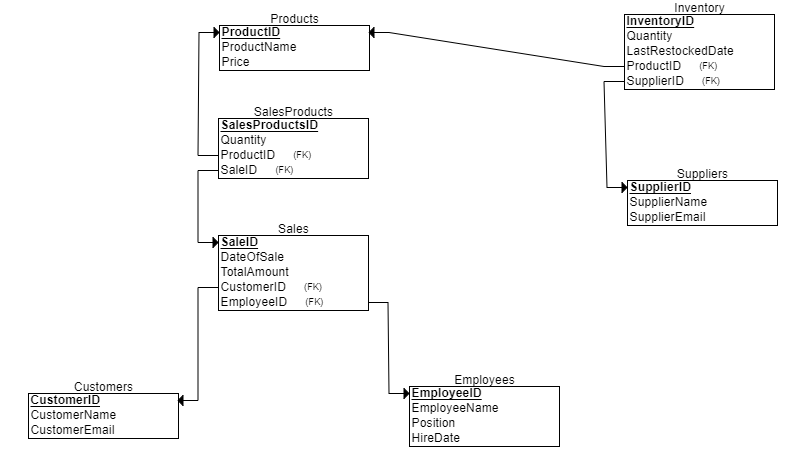 Products
ProductID
ProductName
Price
Inventory
InventoryID
Quantity
LastRestockedDate
ProductID (FK)
SupplierID (FK)
SalesProducts
SalesProductsID
Quantity
ProductID (FK)
SaleID (FK)
Suppliers
SupplierID
SupplierName
SupplierEmail
Sales
SaleID
DateOfSale
TotalAmount
CustomerID (FK)
EmployeeID (FK)
Customers
CustomerID
CustomerName
CustomerEmail
Employees
EmployeeID
EmployeeName
Position
HireDate